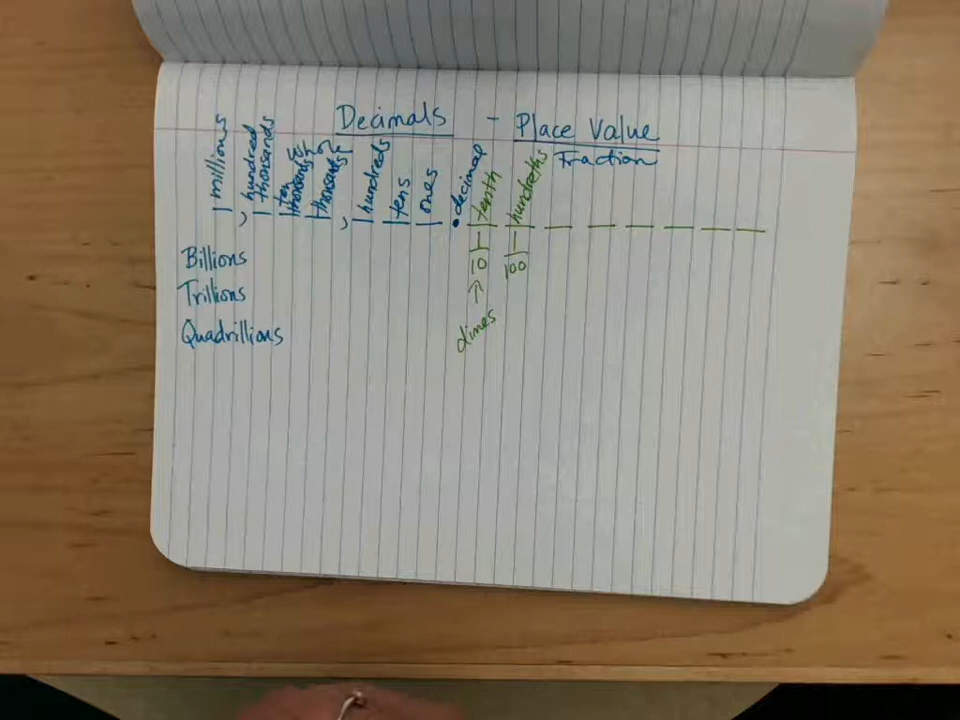 Decimals - Place Value
Fraction
millions
, hundred thousands
ten thousands
thousands
,
hundreds
tens
ones
. decimal
tenth
hundreths
1/10
1/100
Billions
Trillions
Quadrillions
dimes →